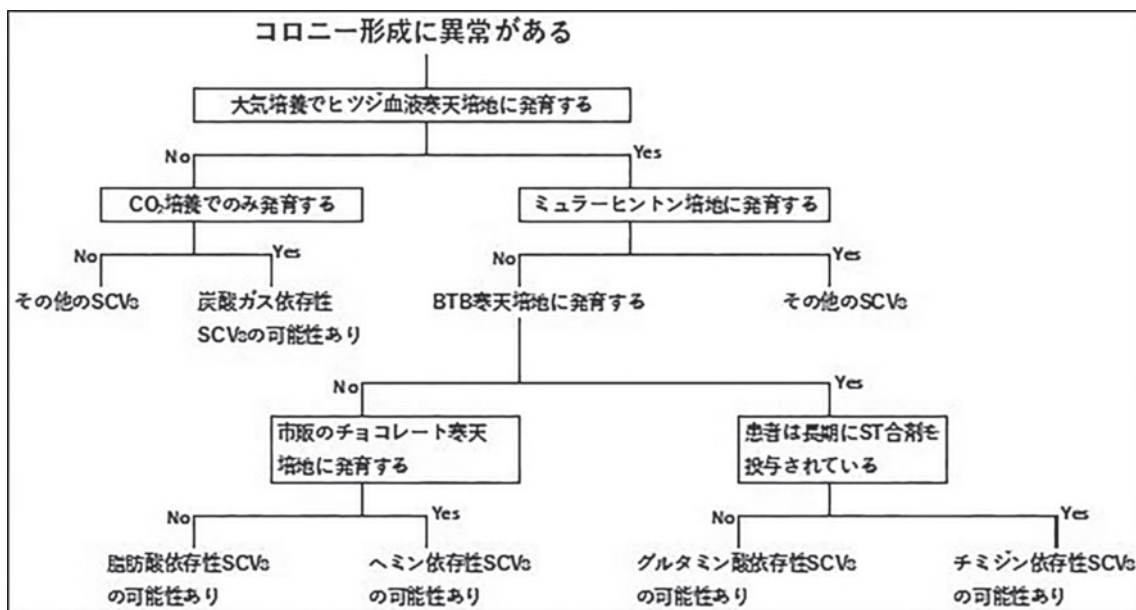 コロニー形成に異常がある
大気培養でヒツジ血液寒天培地に発育する
No
Yes
CO₂培養でのみ発育する
ミュラーヒントン培地に発育する
No
Yes
No
Yes
その他のSCVs
炭酸ガス依存性
SCVsの可能性あり
BTB寒天培地に発育する
その他のSCVs
No
Yes
市販のチョコレート寒天
培地に発育する
患者は長期にST合剤を
投与されている
No
Yes
No
Yes
脂肪酸依存性SCVs
の可能性あり
ヘミン依存性SCVs
の可能性あり
グルタミン酸依存性SCVs
の可能性あり
チミジン依存性SCVs
の可能性あり